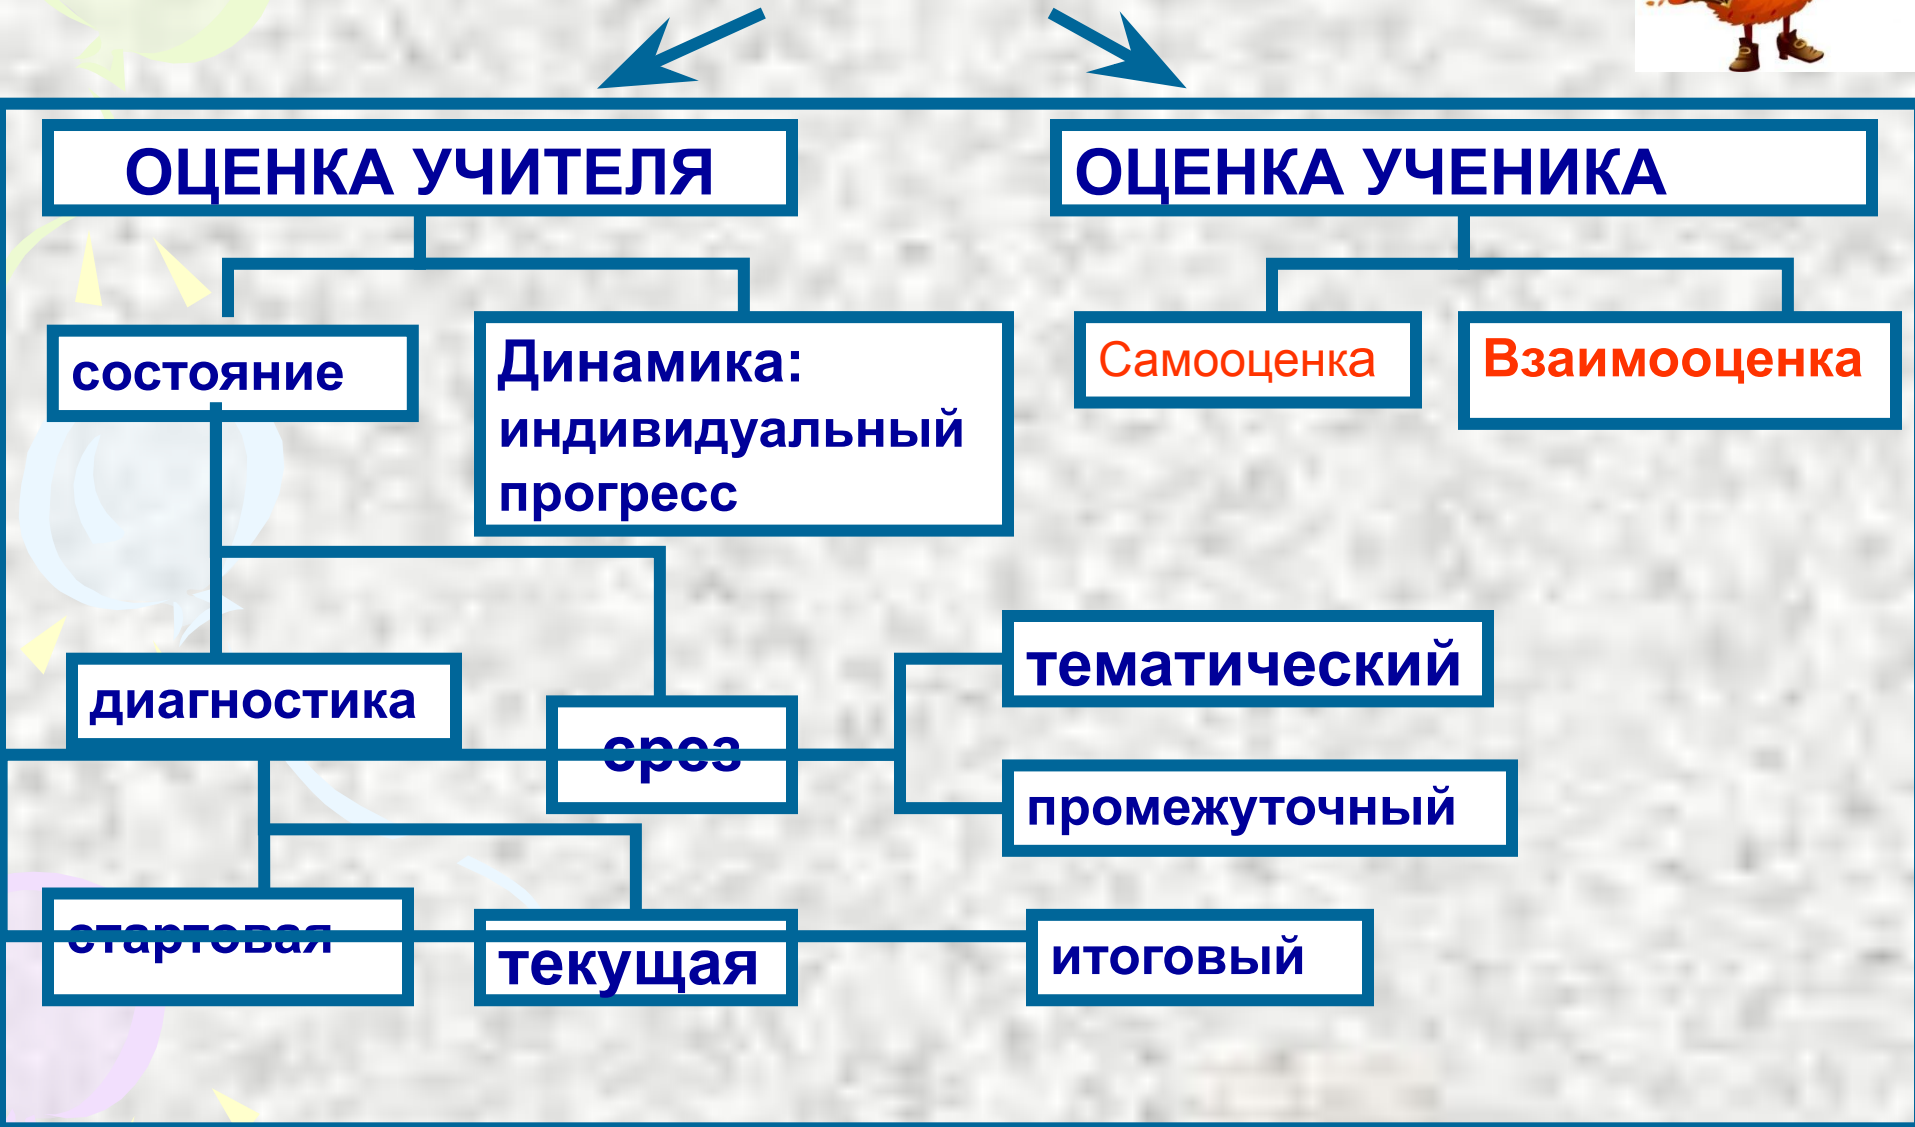 ОЦЕНКА УЧИТЕЛЯ
ОЦЕНКА УЧЕНИКА
состояние
Динамика:
индивидуальный
прогресс
Самооценка
Взаимооценка
диагностика
срез
тематический
промежуточный
стартовая
текущая
итоговый